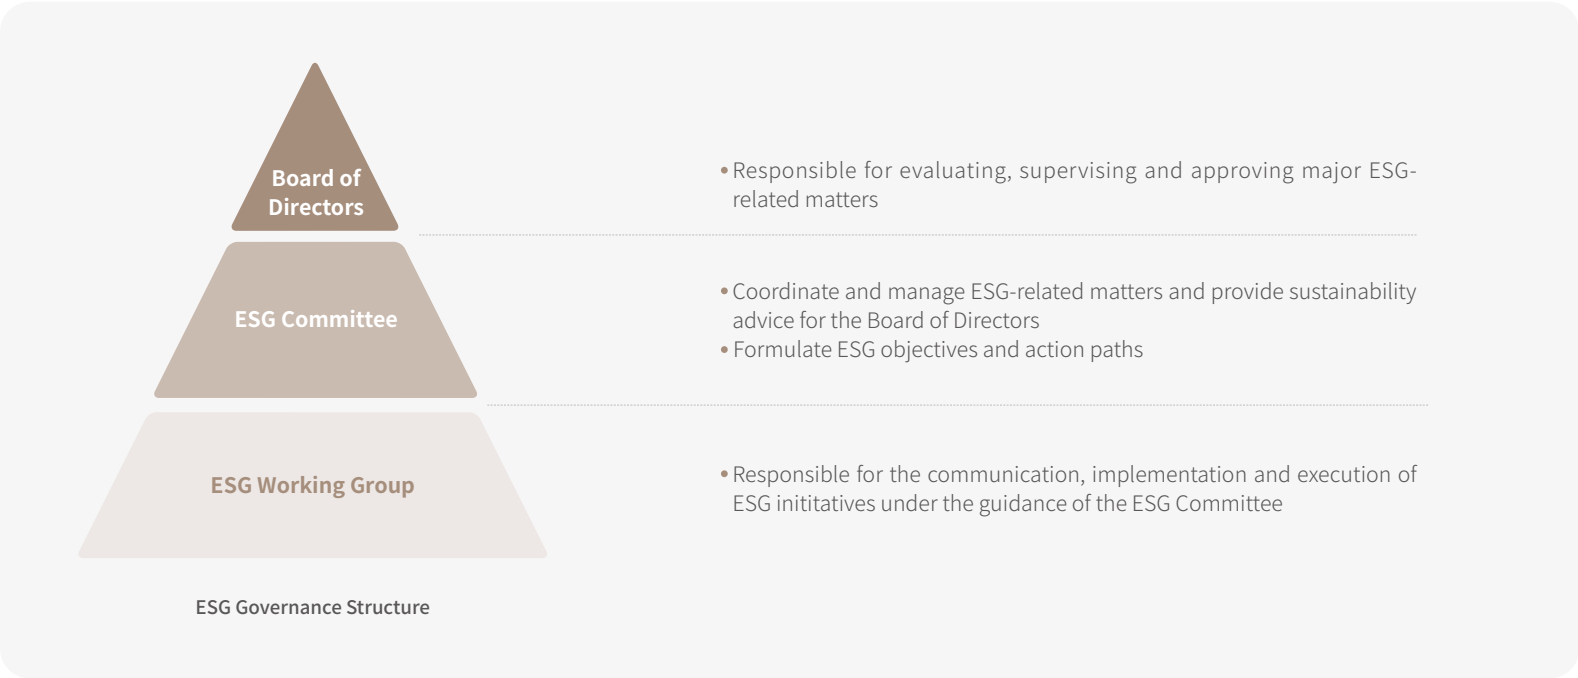 Board of
Directors
• Responsible for evaluating, supervising and approving major ESG-
related matters
ESG Committee
• Coordinate and manage ESG-related matters and provide sustainability
advice for the Board of Directors
• Formulate ESG objectives and action paths
ESG Working Group
• Responsible for the communication, implementation and execution of
ESG inititatives under the guidance of the ESG Committee
ESG Governance Structure